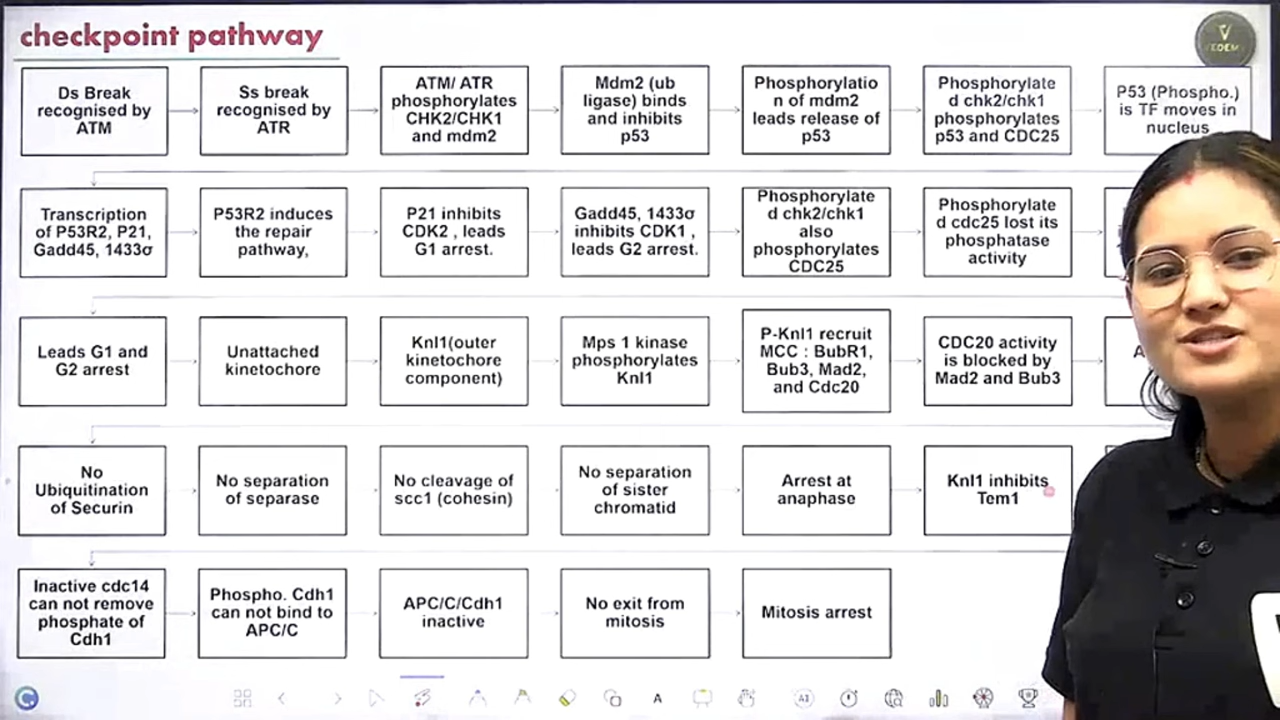 checkpoint pathway
Ds Break
recognised by
ATM
Ss break
recognised by
ATR
ATM/ ATR
phosphorylates
CHK2/CHK1
and mdm2
Mdm2 (ub
ligase) binds
and inhibits
p53
Phosphorylatio
n of mdm2
leads release of
p53
Phosphorylate
d chk2/chk1
phosphorylates
p53 and CDC25
P53 (Phospho.)
is TF moves in
nucleus
Transcription
of P53R2, P21,
Gadd45, 1433σ
P53R2 induces
the repair
pathway,
P21 inhibits
CDK2 , leads
G1 arrest.
Gadd45, 1433σ
inhibits CDK1 ,
leads G2 arrest.
Phosphorylate
d chk2/chk1
also
phosphorylates
CDC25
Phosphorylate
d cdc25 lost its
phosphatase
activity
Leads G1 and
G2 arrest
Unattached
kinetochore
Knl1(outer
kinetochore
component)
Mps 1 kinase
phosphorylates
Knl1
P-Knl1 recruit
MCC : BubR1,
Bub3, Mad2,
and Cdc20
CDC20 activity
is blocked by
Mad2 and Bub3
No
Ubiquitination
of Securin
No separation
of separase
No cleavage of
scc1 (cohesin)
No separation
of sister
chromatid
Arrest at
anaphase
Knl1 inhibits
Tem1
Inactive cdc14
can not remove
phosphate of
Cdh1
Phospho. Cdh1
can not bind to
APC/C
APC/C/Cdh1
inactive
No exit from
mitosis
Mitosis arrest
A
AI